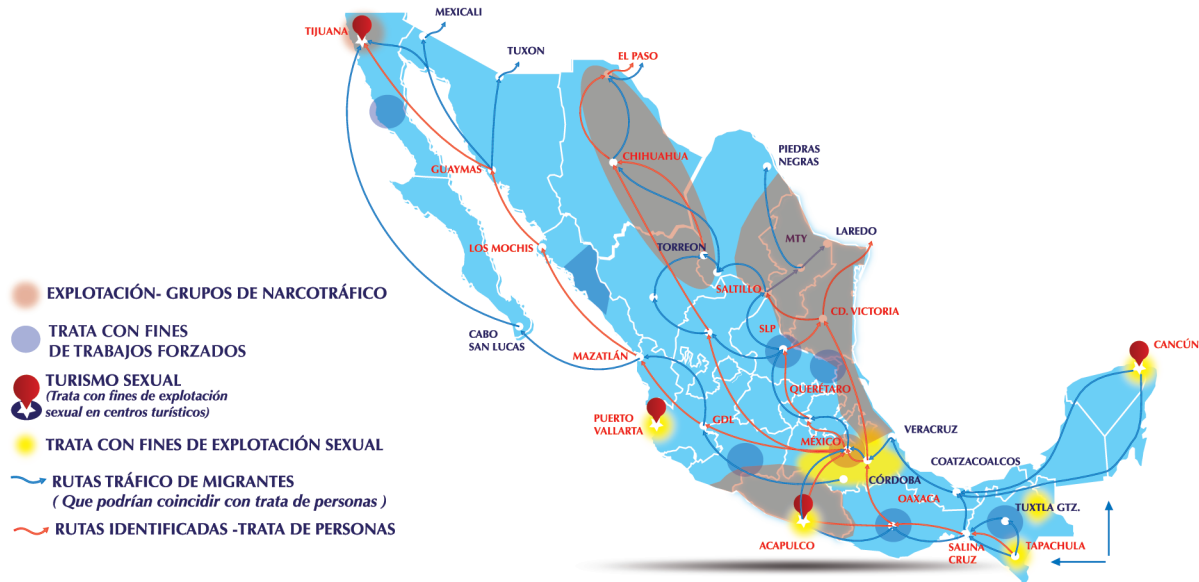 MEXICALI
TIJUANA
TUXON
EL PASO
CHIHUAHUA
PIEDRAS
NEGRAS
GUAYMAS
LAREDO
MTY
LOS MOCHIS
TORREON
SALTILLO
CD. VICTORIA
SLP
CABO
SAN LUCAS
MAZATLÁN
CANCÚN
QUERÉTARO
PUERTO
VALLARTA
GDL
MÉXICO
VERACRUZ
COATZACOALCOS
CÓRDOBA
OAXACA
TUXTLA GTZ.
ACAPULCO
SALINA
CRUZ
TAPACHULA
EXPLOTACIÓN- GRUPOS DE NARCOTRÁFICO
TRATA CON FINES
DE TRABAJOS FORZADOS
TURISMO SEXUAL
(Trata con fines de explotación
sexual en centros turísticos)
TRATA CON FINES DE EXPLOTACIÓN SEXUAL
RUTAS TRÁFICO DE MIGRANTES
( Que podrían coincidir con trata de personas )
RUTAS IDENTIFICADAS -TRATA DE PERSONAS